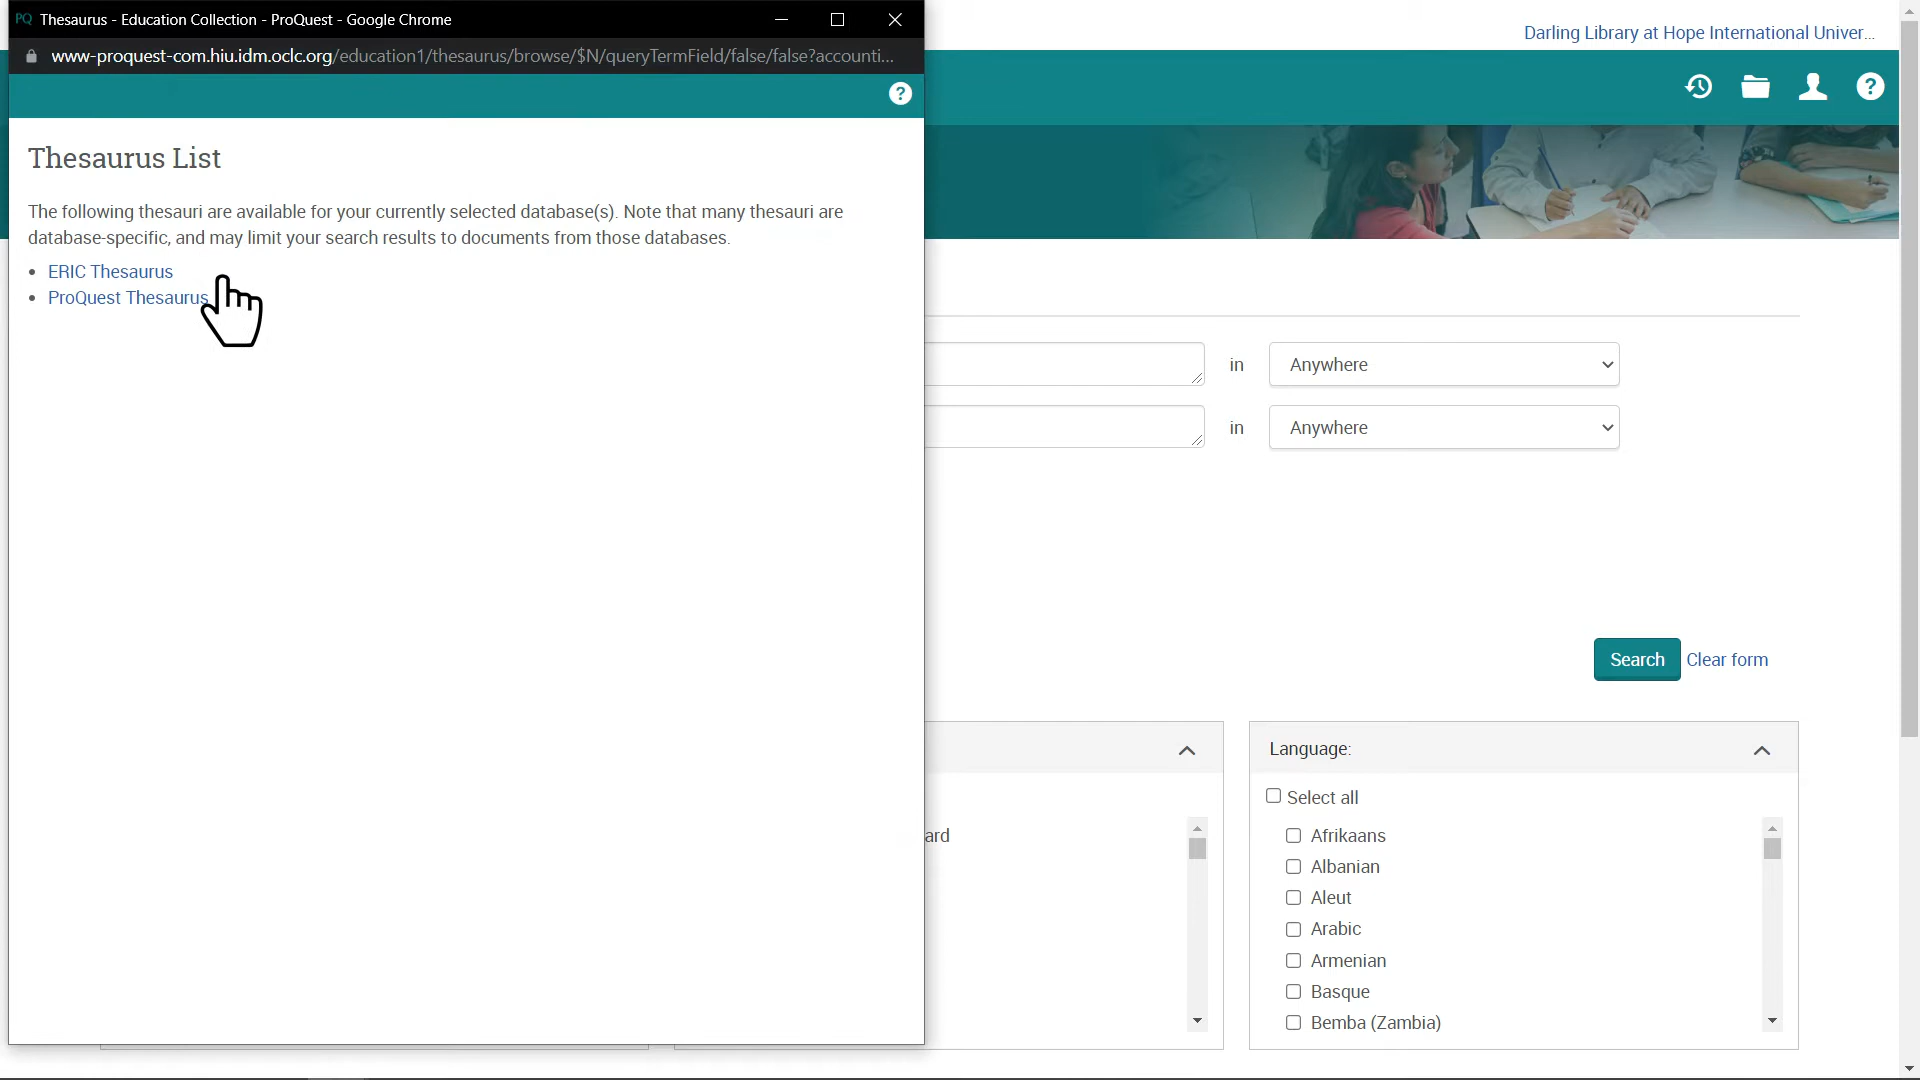 PQ Thesaurus - Education Collection - ProQuest - Google Chrome
www-proquest-com.hiu.idm.oclc.org/education1/thesaurus/browse/$N/queryTermField/false/false?accounti...
?
Thesaurus List
The following thesauri are available for your currently selected database(s). Note that many thesauri are
database-specific, and may limit your search results to documents from those databases.
• ERIC Thesaurus
• ProQuest Thesaurus
Darling Library at Hope International Univer...
?
in Anywhere
in Anywhere
Search Clear form
ard
Language:
Select all
Afrikaans
Albanian
Aleut
Arabic
Armenian
Basque
Bemba (Zambia)